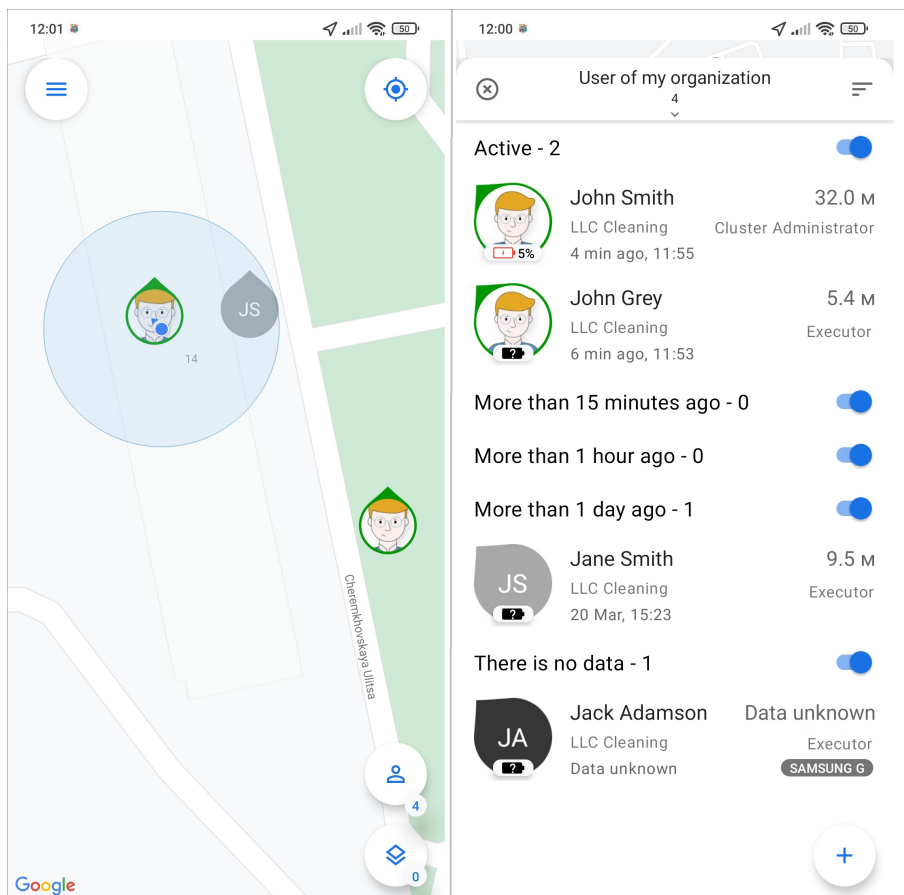 12:01
50
JS
14
Cheremkhovskaya Ulitsa
4
0
Google
12:00
50
User of my organization
4
Active - 2
John Smith
32.0 м
LLC Cleaning
Cluster Administrator
5%
4 min ago, 11:55
John Grey
5.4 м
LLC Cleaning
Executor
?
6 min ago, 11:53
More than 15 minutes ago - 0
More than 1 hour ago - 0
More than 1 day ago - 1
Jane Smith
9.5 м
JS
LLC Cleaning
Executor
?
20 Mar, 15:23
There is no data - 1
Jack Adamson
Data unknown
JA
LLC Cleaning
Executor
?
Data unknown
SAMSUNG G
+